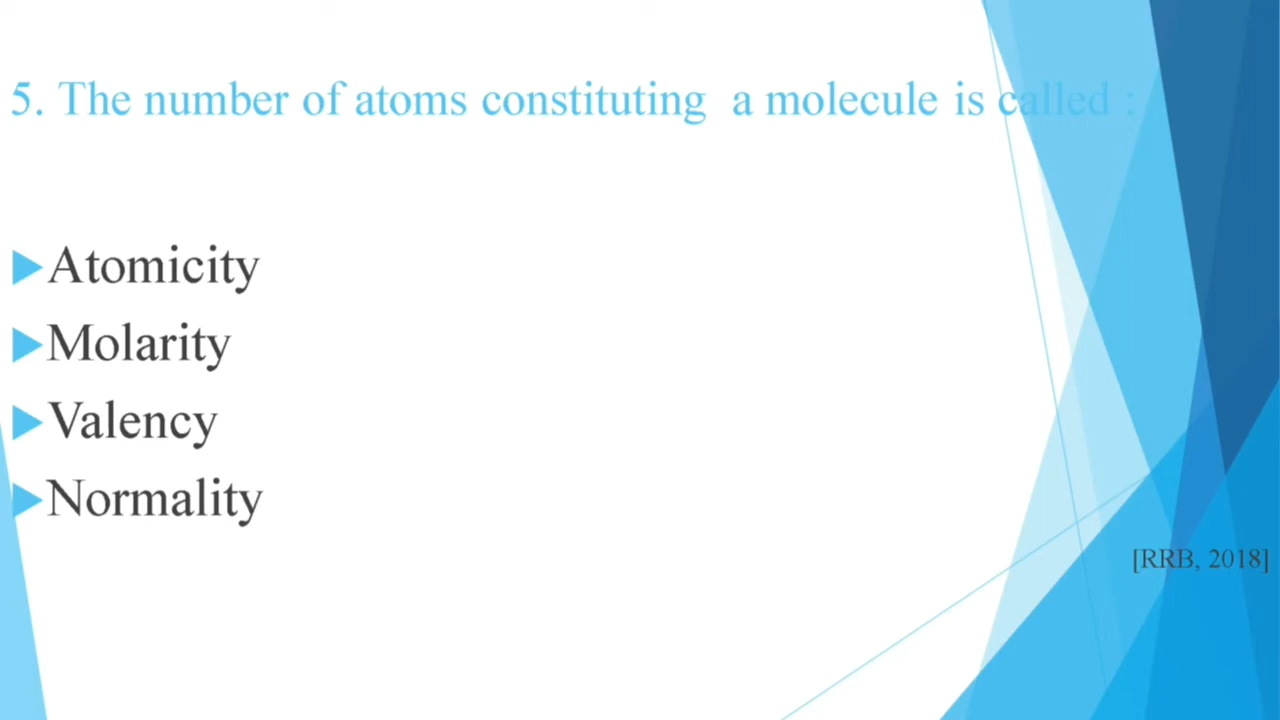 5. The number of atoms constituting a molecule is called :
Atomicity
Molarity
Valency
Normality
[RRB, 2018]